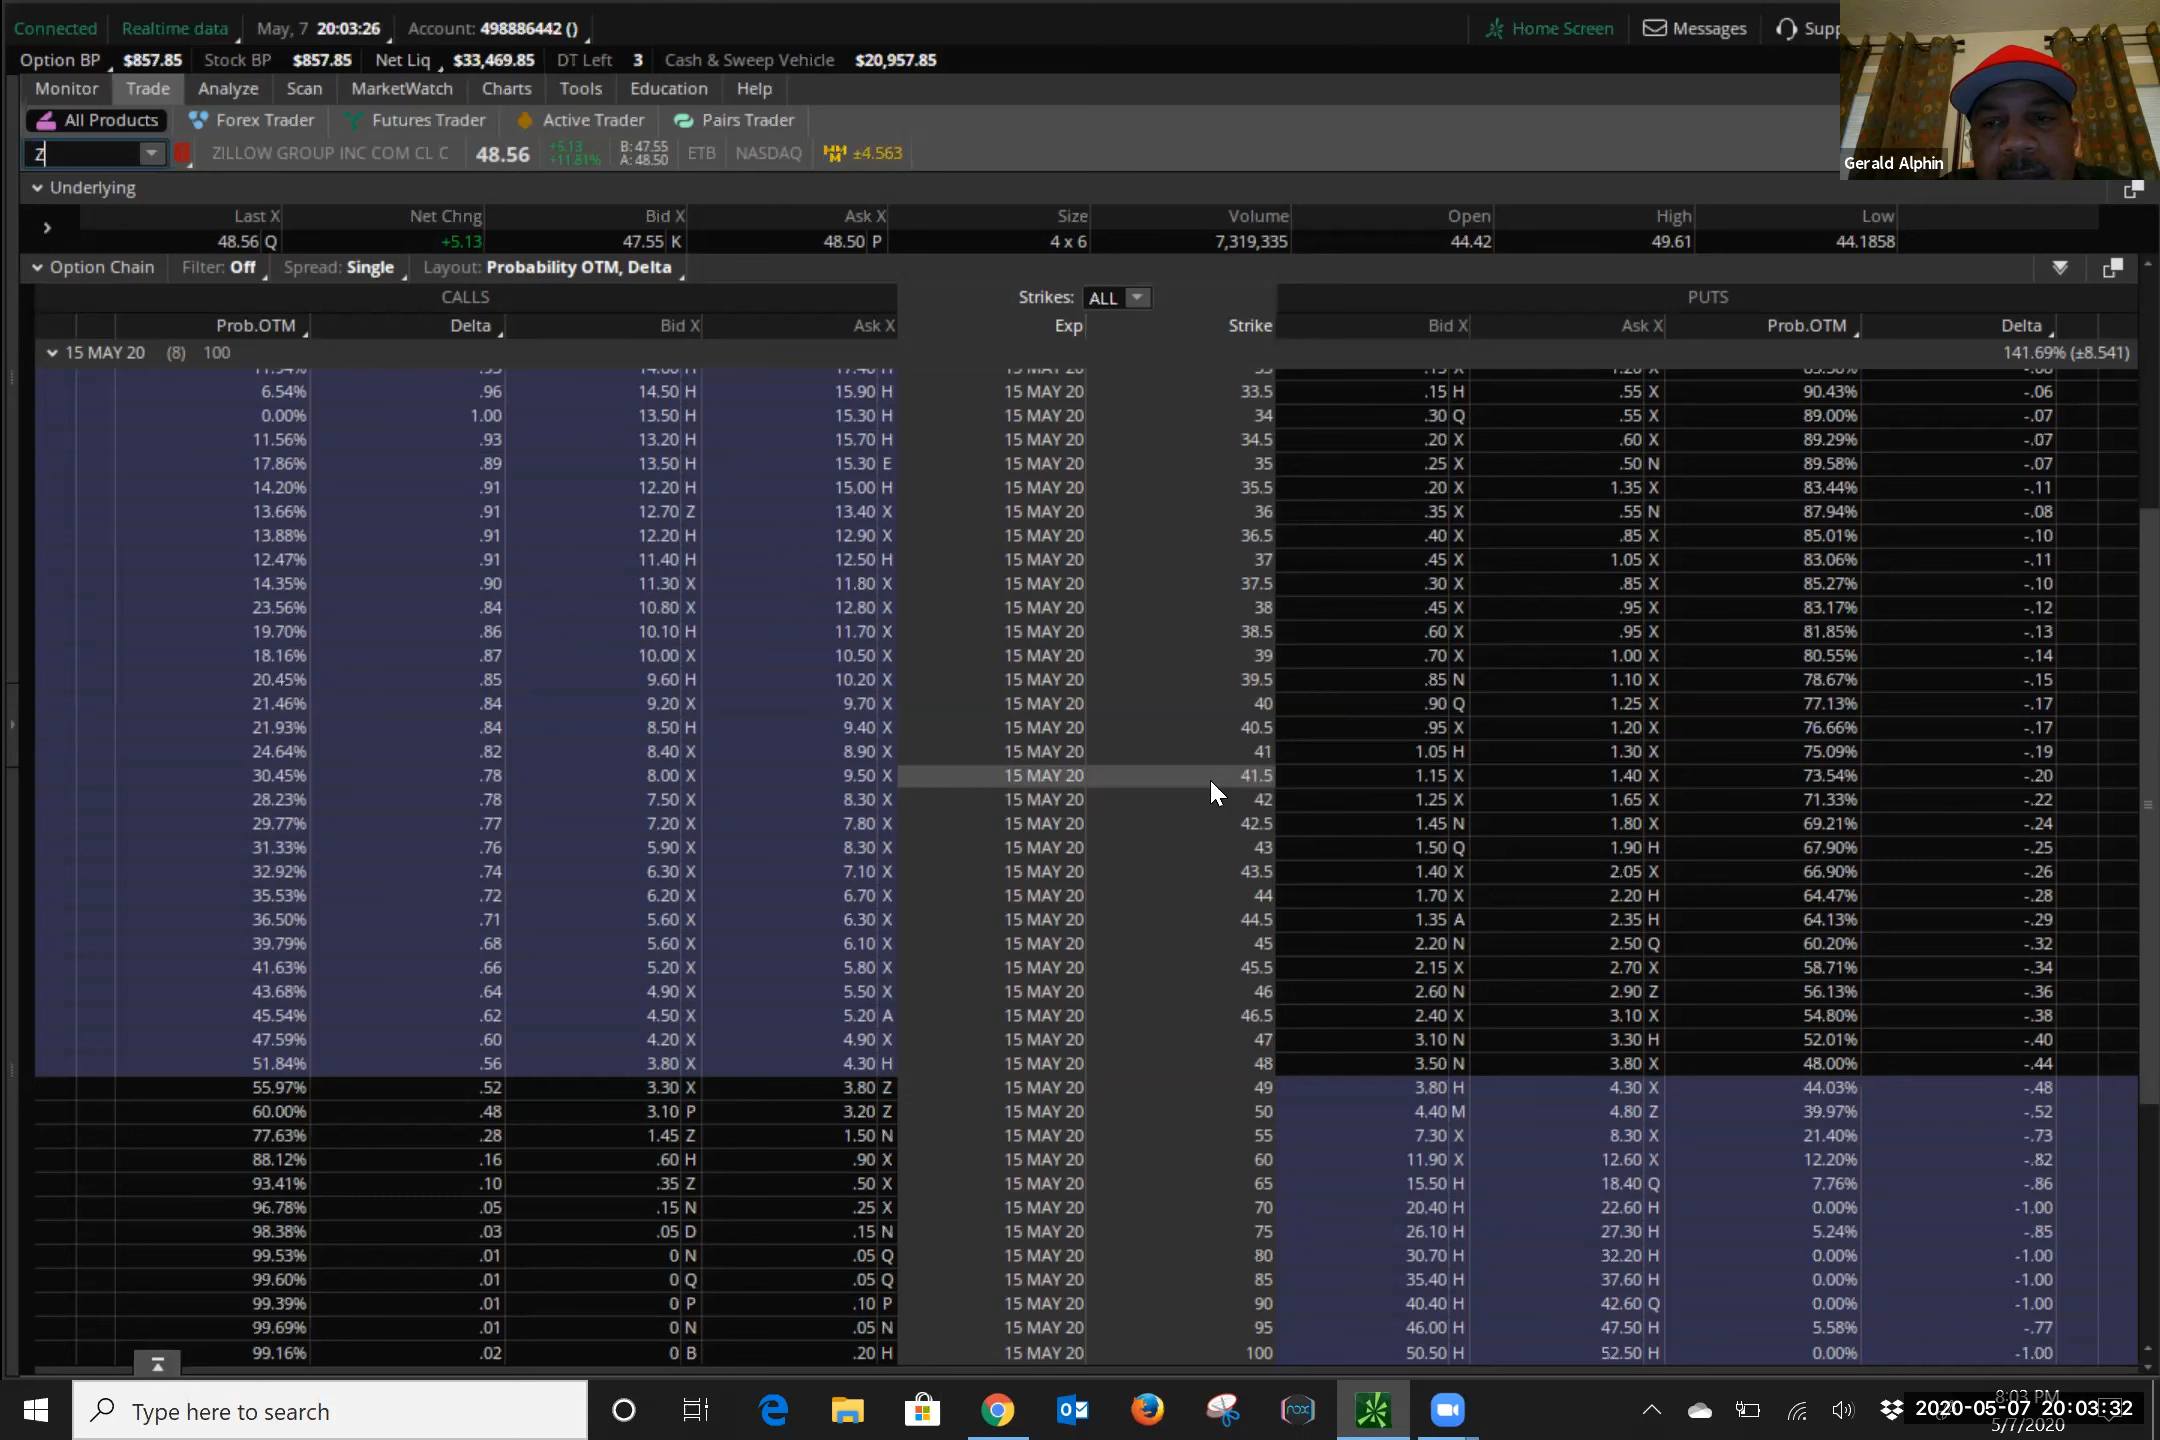 Connected Realtime data May, 7 20:03:26 Account: 498886442 () Home Screen Messages Supp
Option BP $857.85 Stock BP $857.85 Net Liq $33,469.85 DT Left 3 Cash & Sweep Vehicle $20,957.85
Monitor Trade Analyze Scan MarketWatch Charts Tools Education Help
All Products Forex Trader Futures Trader Active Trader Pairs Trader
Z ZILLOW GROUP INC COM CL C 48.56 +5.13 +11.81% B: 47.55 A: 48.50 ETB NASDAQ ±4.563
Gerald Alphin
Underlying
Last X Net Chng Bid X Ask X Size Volume Open High Low
48.56 Q +5.13 47.55 K 48.50 P 4 x 6 7,319,335 44.42 49.61 44.1858
Option Chain Filter: Off Spread: Single Layout: Probability OTM, Delta
CALLS Strikes: ALL PUTS
Prob.OTM Delta Bid X Ask X Exp Strike Bid X Ask X Prob.OTM Delta
15 MAY 20 (8) 100 141.69% (±8.541)
6.54% .96 14.50 H 15.90 H 15 MAY 20 33.5 .15 H .55 X 90.43% -.06
0.00% 1.00 13.50 H 15.30 H 15 MAY 20 34 .30 Q .55 X 89.00% -.07
11.56% .93 13.20 H 15.70 H 15 MAY 20 34.5 .20 X .60 X 89.29% -.07
17.86% .89 13.50 H 15.30 E 15 MAY 20 35 .25 X .50 N 89.58% -.07
14.20% .91 12.20 H 15.00 H 15 MAY 20 35.5 .20 X 1.35 X 83.44% -.11
13.66% .91 12.70 Z 13.40 X 15 MAY 20 36 .35 X .55 N 87.94% -.08
13.88% .91 12.20 H 12.90 X 15 MAY 20 36.5 .40 X .85 X 85.01% -.10
12.47% .91 11.40 H 12.50 H 15 MAY 20 37 .45 X 1.05 X 83.06% -.11
14.35% .90 11.30 X 11.80 X 15 MAY 20 37.5 .30 X .85 X 85.27% -.10
23.56% .84 10.80 X 12.80 X 15 MAY 20 38 .45 X .95 X 83.17% -.12
19.70% .86 10.10 H 11.70 X 15 MAY 20 38.5 .60 X .95 X 81.85% -.13
18.16% .87 10.00 X 10.50 X 15 MAY 20 39 .70 X 1.00 X 80.55% -.14
20.45% .85 9.60 H 10.20 X 15 MAY 20 39.5 .85 N 1.10 X 78.67% -.15
21.46% .84 9.20 X 9.70 X 15 MAY 20 40 .90 Q 1.25 X 77.13% -.17
21.93% .84 8.50 H 9.40 X 15 MAY 20 40.5 .95 X 1.20 X 76.66% -.17
24.64% .82 8.40 X 8.90 X 15 MAY 20 41 1.05 H 1.30 X 75.09% -.19
30.45% .78 8.00 X 9.50 X 15 MAY 20 41.5 1.15 X 1.40 X 73.54% -.20
28.23% .78 7.50 X 8.30 X 15 MAY 20 42 1.25 X 1.65 X 71.33% -.22
29.77% .77 7.20 X 7.80 X 15 MAY 20 42.5 1.45 N 1.80 X 69.21% -.24
31.33% .76 5.90 X 8.30 X 15 MAY 20 43 1.50 Q 1.90 H 67.90% -.25
32.92% .74 6.30 X 7.10 X 15 MAY 20 43.5 1.40 X 2.05 X 66.90% -.26
35.53% .72 6.20 X 6.70 X 15 MAY 20 44 1.70 X 2.20 H 64.47% -.28
36.50% .71 5.60 X 6.30 X 15 MAY 20 44.5 1.35 A 2.35 H 64.13% -.29
39.79% .68 5.60 X 6.10 X 15 MAY 20 45 2.20 N 2.50 Q 60.20% -.32
41.63% .66 5.20 X 5.80 X 15 MAY 20 45.5 2.15 X 2.70 X 58.71% -.34
43.68% .64 4.90 X 5.50 X 15 MAY 20 46 2.60 N 2.90 Z 56.13% -.36
45.54% .62 4.50 X 5.20 A 15 MAY 20 46.5 2.40 X 3.10 X 54.80% -.38
47.59% .60 4.20 X 4.90 X 15 MAY 20 47 3.10 N 3.30 H 52.01% -.40
51.84% .56 3.80 X 4.30 H 15 MAY 20 48 3.50 N 3.80 X 48.00% -.44
55.97% .52 3.30 X 3.80 Z 15 MAY 20 49 3.80 H 4.30 X 44.03% -.48
60.00% .48 3.10 P 3.20 Z 15 MAY 20 50 4.40 M 4.80 Z 39.97% -.52
77.63% .28 1.45 Z 1.50 N 15 MAY 20 55 7.30 X 8.30 X 21.40% -.73
88.12% .16 .60 H .90 X 15 MAY 20 60 11.90 X 12.60 X 12.20% -.82
93.41% .10 .35 Z .50 X 15 MAY 20 65 15.50 H 18.40 Q 7.76% -.86
96.78% .05 .15 N .25 X 15 MAY 20 70 20.40 H 22.60 H 0.00% -1.00
98.38% .03 .05 D .15 N 15 MAY 20 75 26.10 H 27.30 H 5.24% -.85
99.53% .01 0 N .05 Q 15 MAY 20 80 30.70 H 32.20 H 0.00% -1.00
99.60% .01 0 Q .05 Q 15 MAY 20 85 35.40 H 37.60 H 0.00% -1.00
99.39% .01 0 P .10 P 15 MAY 20 90 40.40 H 42.60 Q 0.00% -1.00
99.69% .01 0 N .05 N 15 MAY 20 95 46.00 H 47.50 H 5.58% -.77
99.16% .02 0 B .20 H 15 MAY 20 100 50.50 H 52.50 H 0.00% -1.00
Type here to search 8:03 PM
2020-05-07 20:03:32
5/7/2020